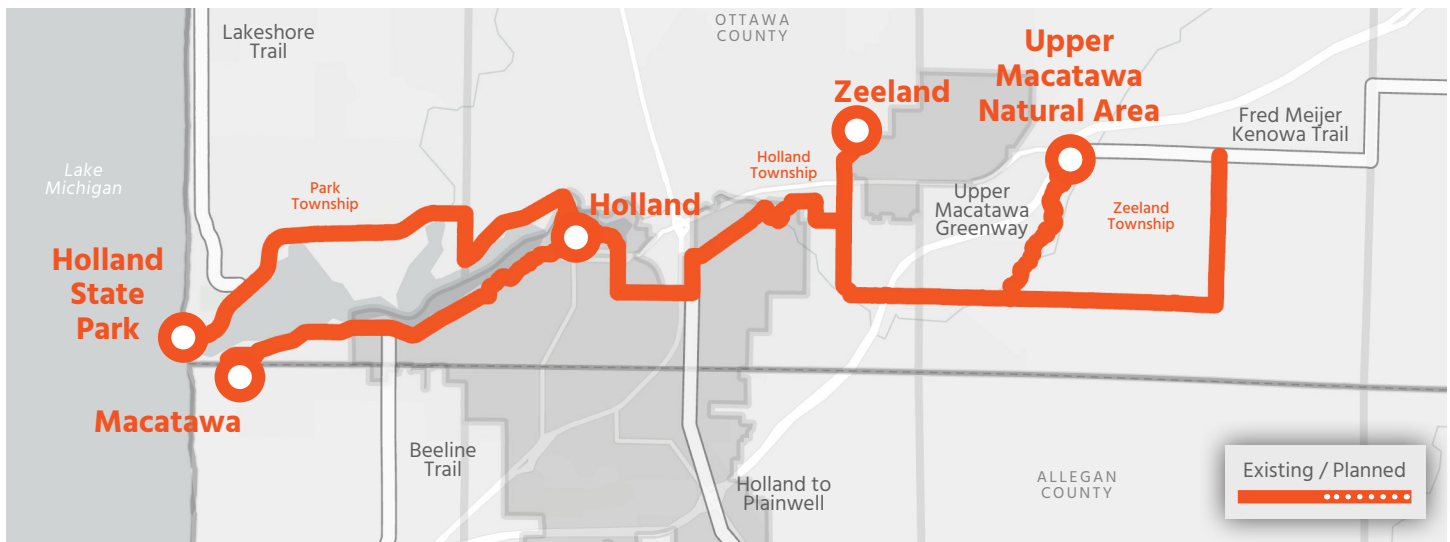 Lakeshore
Trail
OTTAWA
COUNTY
Upper
Macatawa
Natural Area
Zeeland
Fred Meijer
Kenowa Trail
Lake
Michigan
Park
Township
Holland
Township
Holland
Upper
Macatawa
Greenway
Zeeland
Township
Holland
State
Park
Macatawa
Beeline
Trail
Holland to
Plainwell
ALLEGAN
COUNTY
Existing / Planned